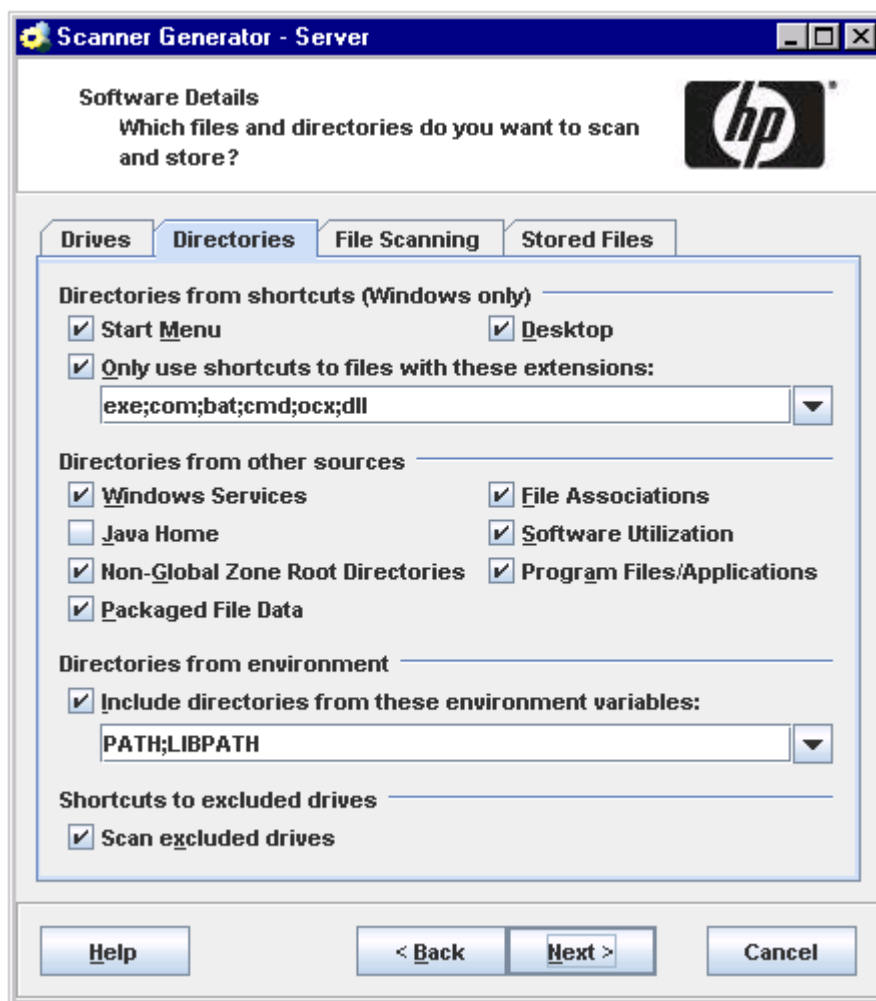 Scanner Generator - Server
Software Details
Which files and directories do you want to scan
and store?
hp
Drives Directories File Scanning Stored Files
Directories from shortcuts (Windows only)
Start Menu Desktop
Only use shortcuts to files with these extensions:
exe;com;bat;cmd;ocx;dll
Directories from other sources
Windows Services File Associations
Java Home Software Utilization
Non-Global Zone Root Directories Program Files/Applications
Packaged File Data
Directories from environment
Include directories from these environment variables:
PATH;LIBPATH
Shortcuts to excluded drives
Scan excluded drives
Help < Back Next > Cancel